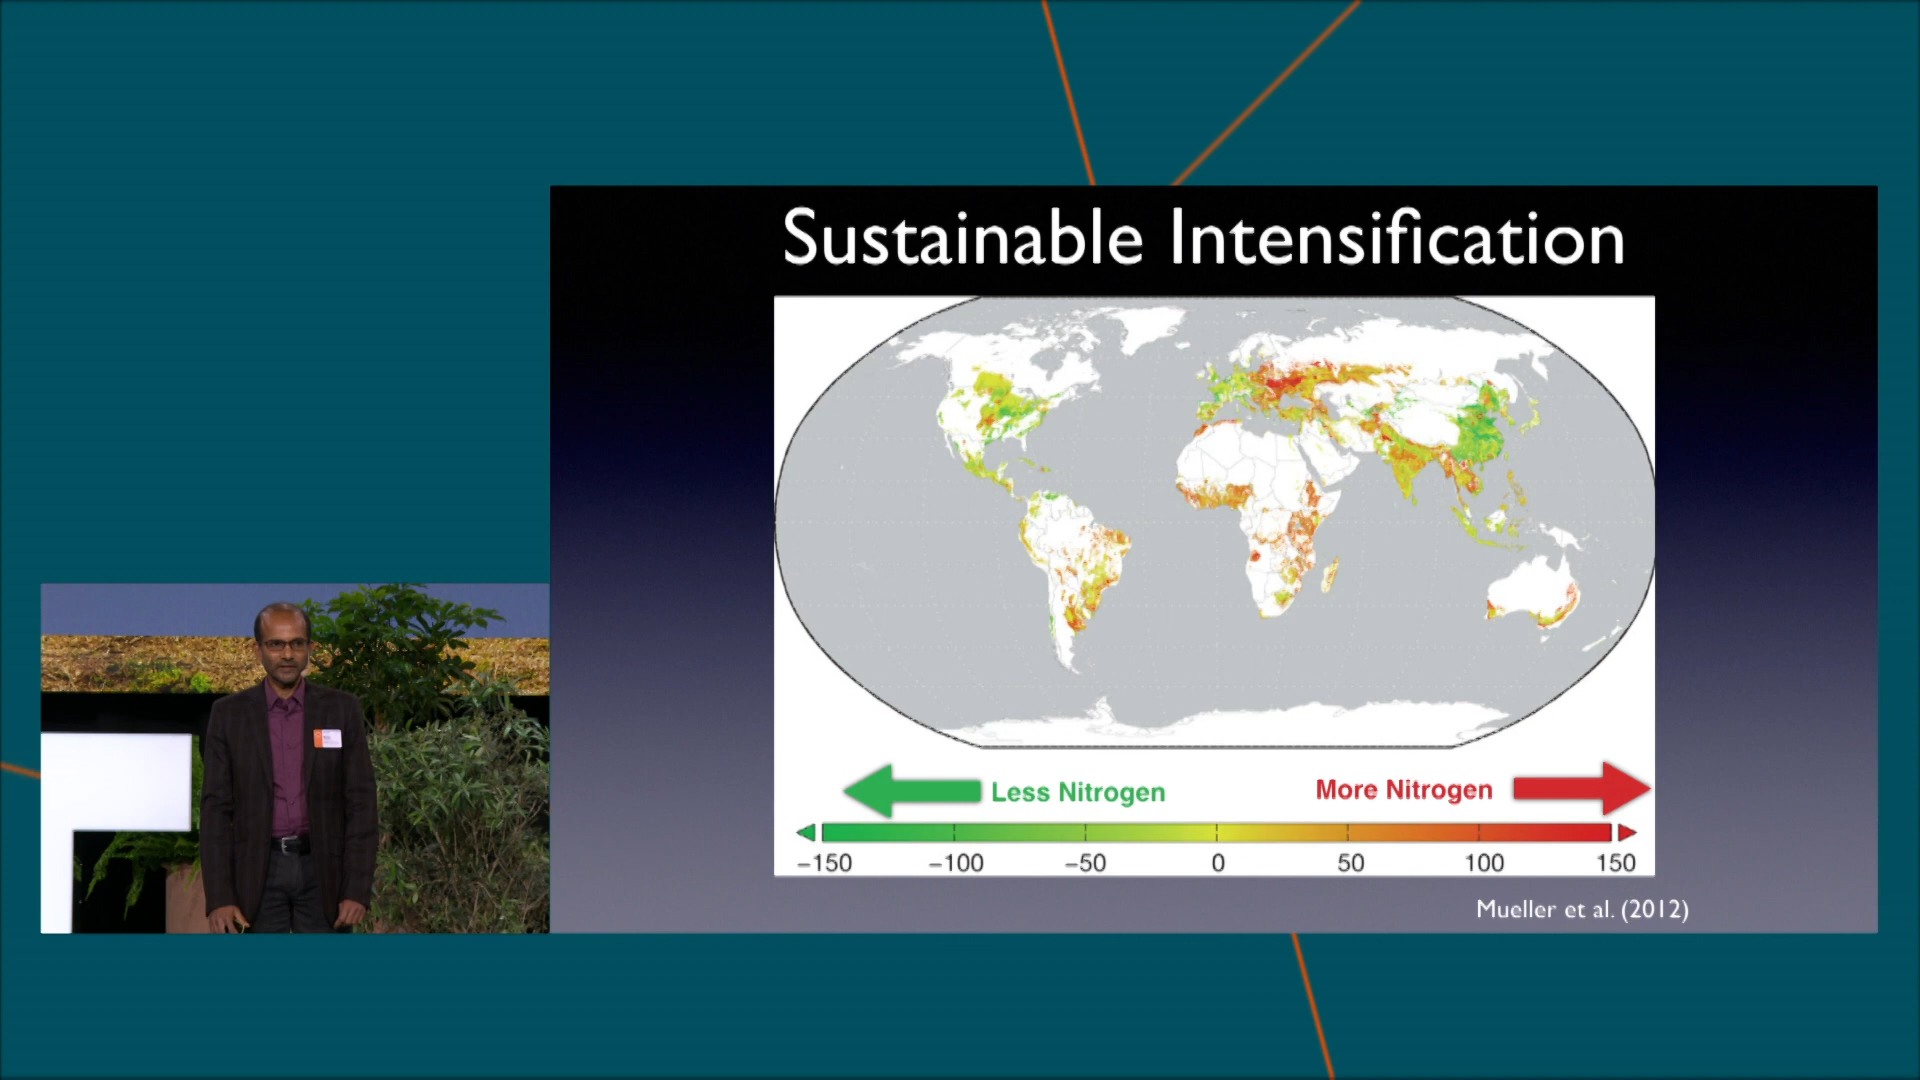 Sustainable Intensification
Less Nitrogen
More Nitrogen
−150 −100 −50 0 50 100 150
Mueller et al. (2012)